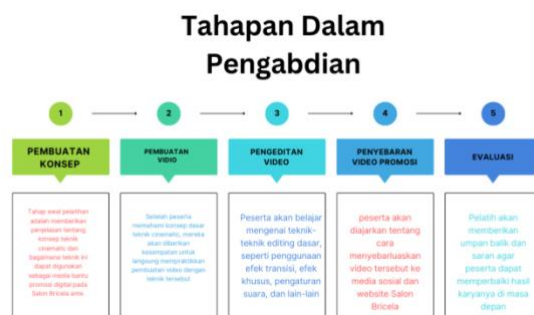 Tahapan Dalam
Pengabdian
1
2
3
4
5
PEMBUATAN
KONSEP
PEMBUATAN
VIDIO
PENGEDITAN
VIDEO
PENYEBARAN
VIDEO PROMOSI
EVALUASI
Tahap awal pelatihan
adalah memberikan
penjelasan tentang
konsep teknik
cinematic dan
bagaimana teknik ini
dapat digunakan
sebagai media bantu
promosi digital pada
Salon Bricela
Setelah peserta
memahami konsep dasar
teknik cinematic, mereka
akan diberikan
kesempatan untuk
langsung mempraktikkan
pembuatan video dengan
teknik tersebut
Peserta akan belajar
mengenai teknik-
teknik editing dasar,
seperti penggunaan
efek transisi, efek
khusus, pengaturan
suara, dan lain-lain
peserta akan
diajarkan tentang
cara
menyebarluaskan
video tersebut ke
media sosial dan
website Salon
Bricela
Pelatih akan
memberikan
umpan balik dan
saran agar
peserta dapat
memperbaiki hasil
karyanya di masa
depan